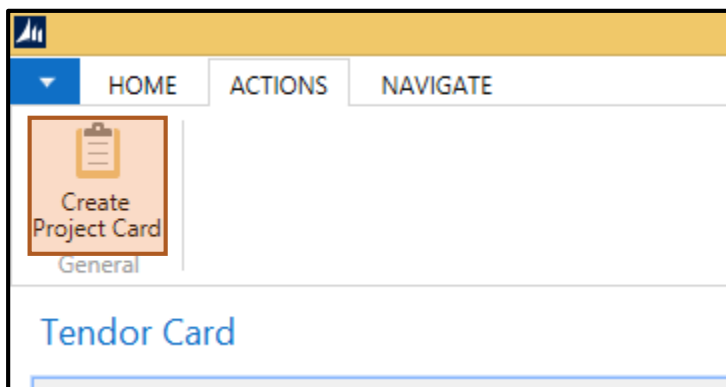 HOME ACTIONS NAVIGATE
Create
Project Card
General
Tendor Card